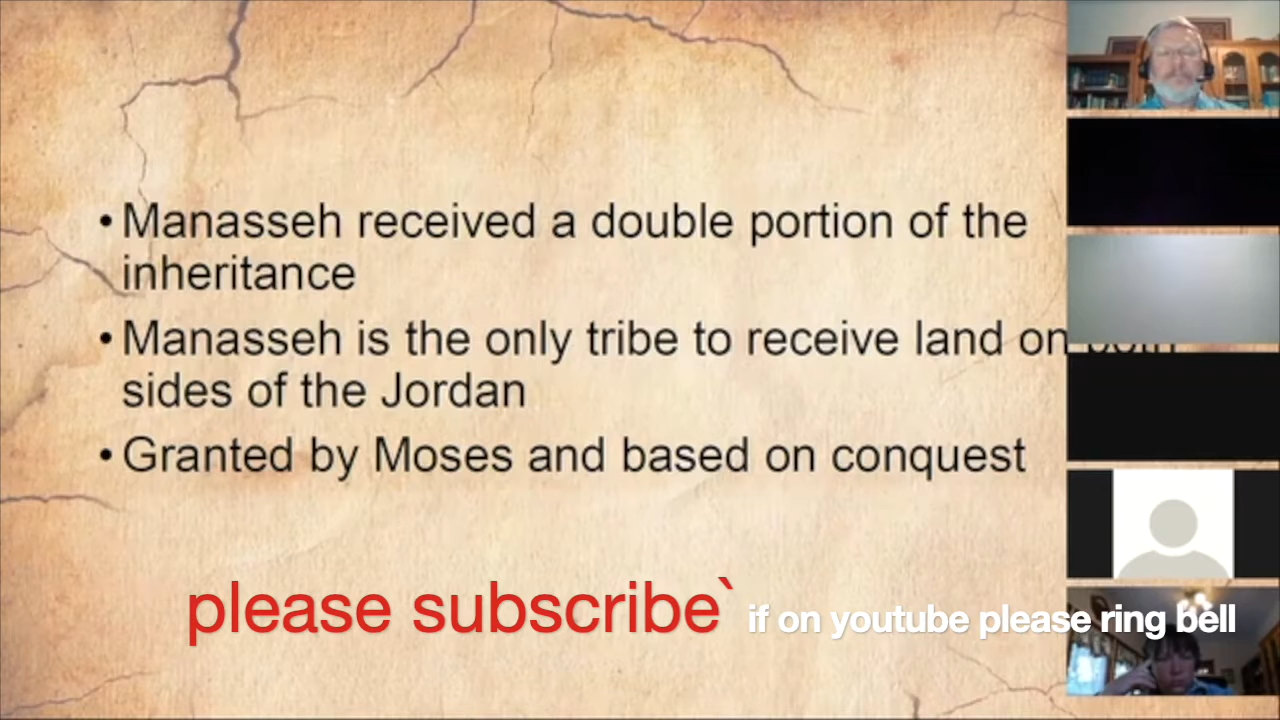 • Manasseh received a double portion of the
inheritance
• Manasseh is the only tribe to receive land on both
sides of the Jordan
• Granted by Moses and based on conquest
please subscribe` if on youtube please ring bell